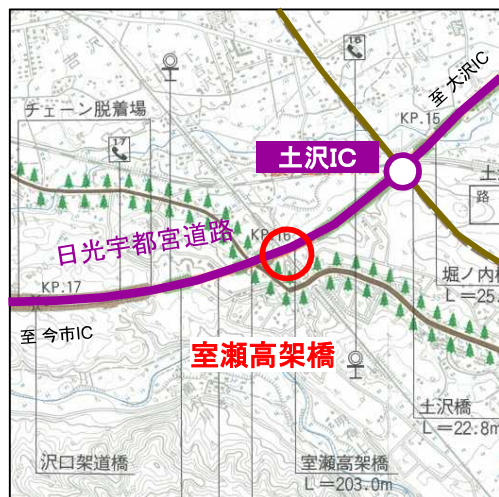 16
至 大沢IC
チェーン脱着場
KP.15
17
土沢IC
路
日光宇都宮道路
KP.16
堀ノ内橋
L=25.
KP.17
至 今市IC
室瀬高架橋
土沢橋
L=22.8m
沢口架道橋
室瀬高架橋
L=203.0m